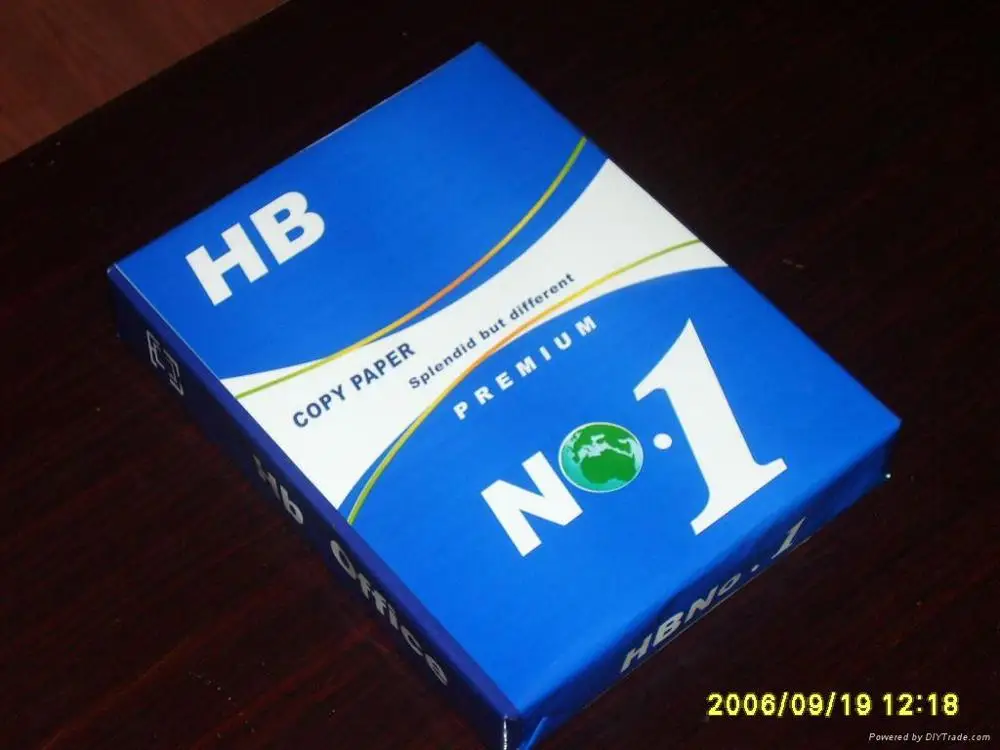 HB
COPY PAPER
Splendid but different
PREMIUM
No.1
Hb Office
HBNo.1
2006/09/19 12:18
Powered by DIYTrade.com